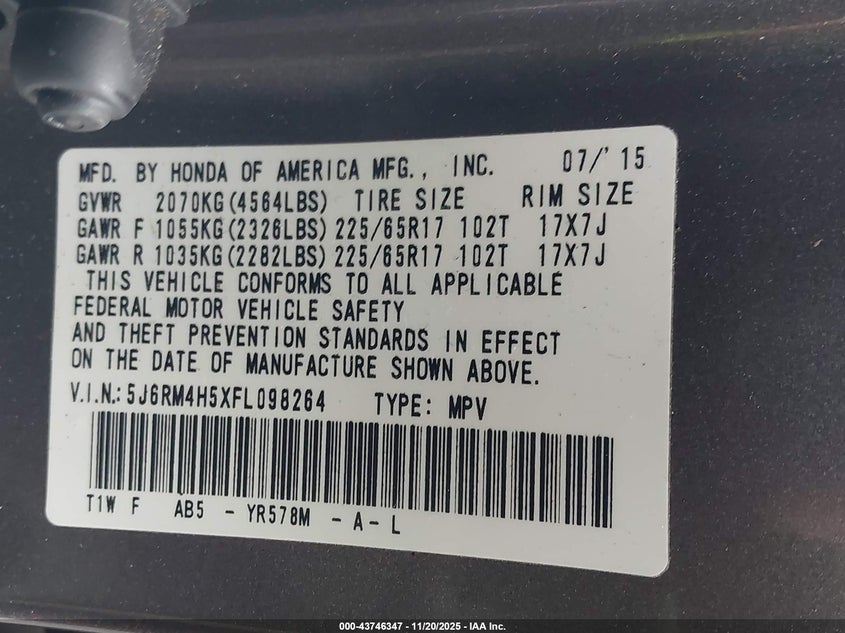 MFD. BY HONDA OF AMERICA MFG., INC. 07/'15
GVWR 2070KG(4564LBS) TIRE SIZE RIM SIZE
GAWR F 1055KG(2326LBS) 225/65R17 102T 17X7J
GAWR R 1035KG(2282LBS) 225/65R17 102T 17X7J
THIS VEHICLE CONFORMS TO ALL APPLICABLE
FEDERAL MOTOR VEHICLE SAFETY
AND THEFT PREVENTION STANDARDS IN EFFECT
ON THE DATE OF MANUFACTURE SHOWN ABOVE.
V.I.N.: 5J6RM4H5XFL098264 TYPE: MPV
T1W F AB5 - YR578M - A - L
000-43746347 - 11/20/2025 - IAA Inc.